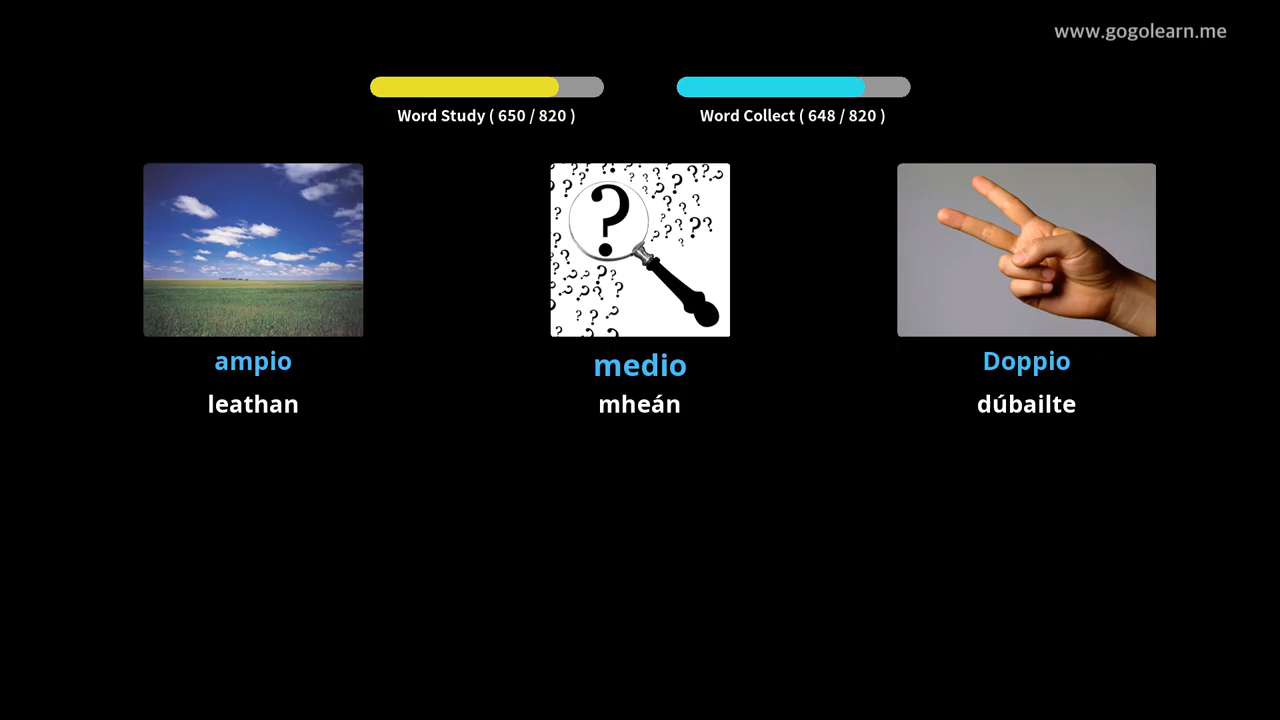 www.gogolearn.me
Word Study ( 650 / 820 )
Word Collect ( 648 / 820 )
ampio
medio
Doppio
leathan
mheán
dúbailte